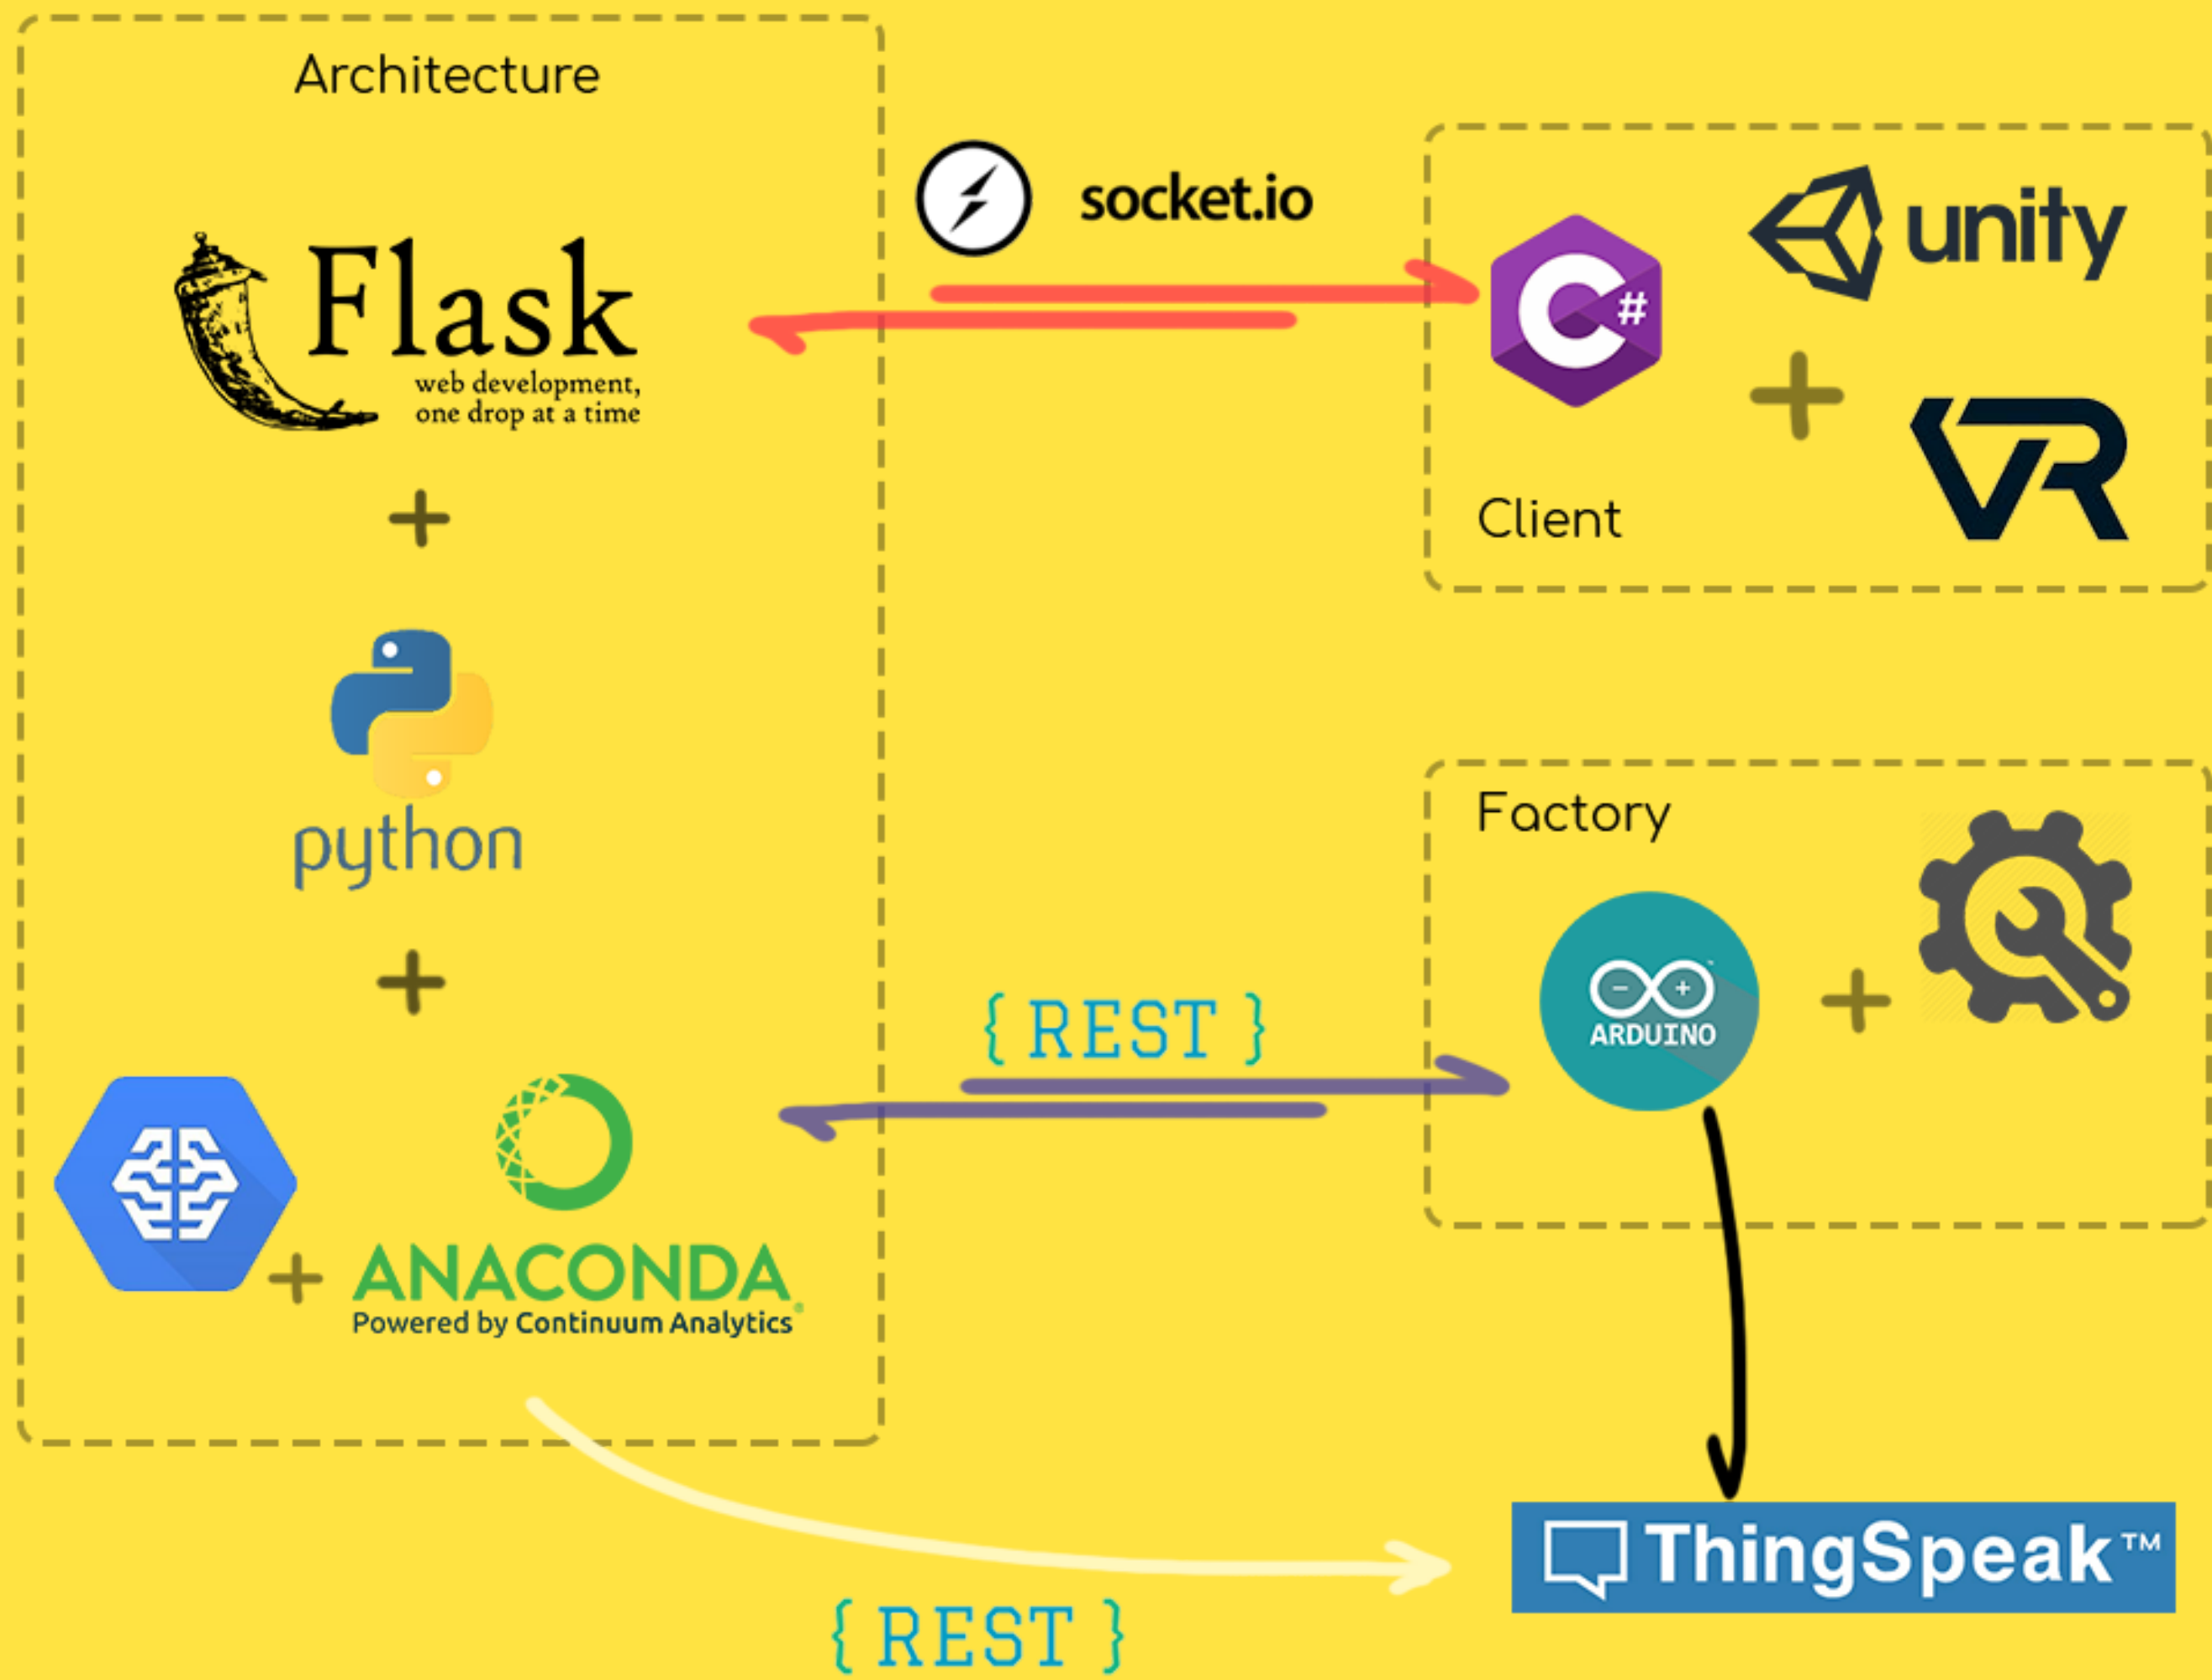 Architecture
Flask
web development,
one drop at a time
python
ANACONDA®
Powered by Continuum Analytics
socket.io
C#
unity
VR
Client
{ REST }
Factory
ARDUINO
ThingSpeak™
{ REST }